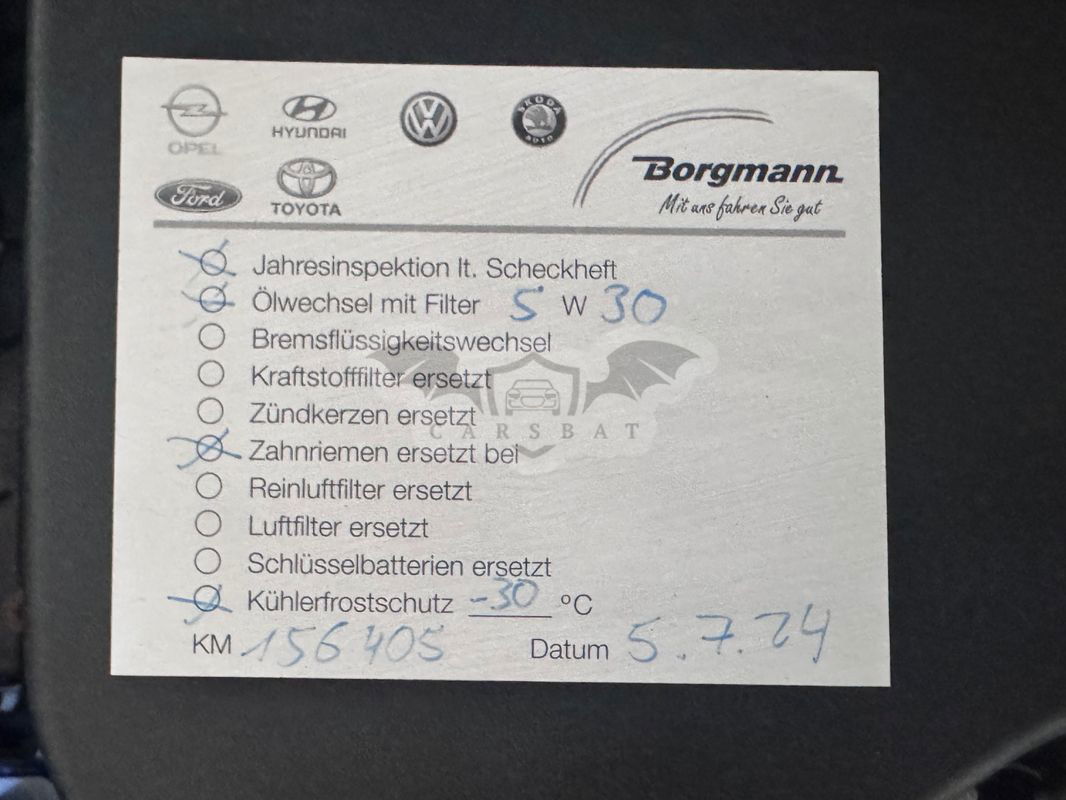 OPEL
HYUNDAI
VW
ŠKODA
AUTO
Ford
TOYOTA
Borgmann
Mit uns fahren Sie gut
Jahresinspektion lt. Scheckheft
Ölwechsel mit Filter 5 W 30
Bremsflüssigkeitswechsel
Kraftstofffilter ersetzt
Zündkerzen ersetzt
CARSBAT
Zahnriemen ersetzt bei
Reinluftfilter ersetzt
Luftfilter ersetzt
Schlüsselbatterien ersetzt
Kühlerfrostschutz -30 °C
KM 156405 Datum 5.7.24